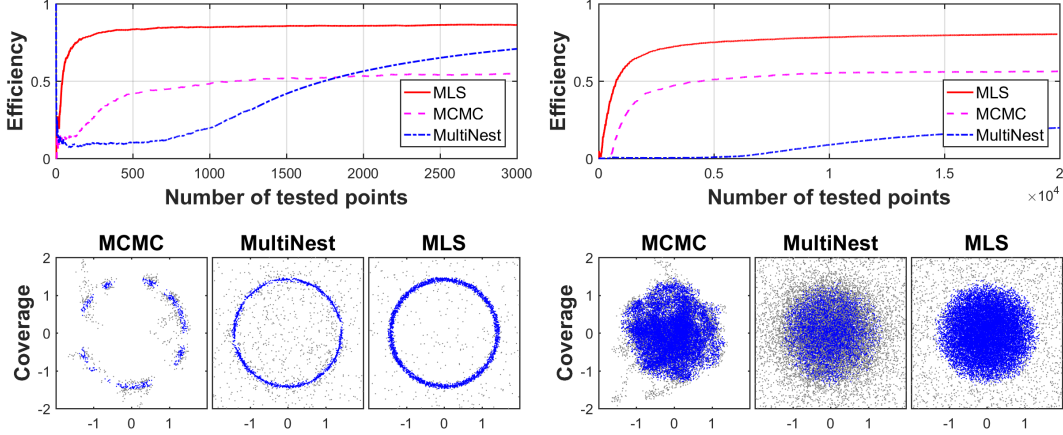 1
0.5
0
Efficiency
0
500
1000
1500
2000
2500
3000
Number of tested points
MLS
MCMC
MultiNest
1
0.5
0
Efficiency
0
0.5
1
1.5
2
×10⁴
Number of tested points
MLS
MCMC
MultiNest
MCMC
MultiNest
MLS
Coverage
2
1
0
-1
-2
-1
0
1
-1
0
1
-1
0
1
MCMC
MultiNest
MLS
Coverage
2
1
0
-1
-2
-1
0
1
-1
0
1
-1
0
1